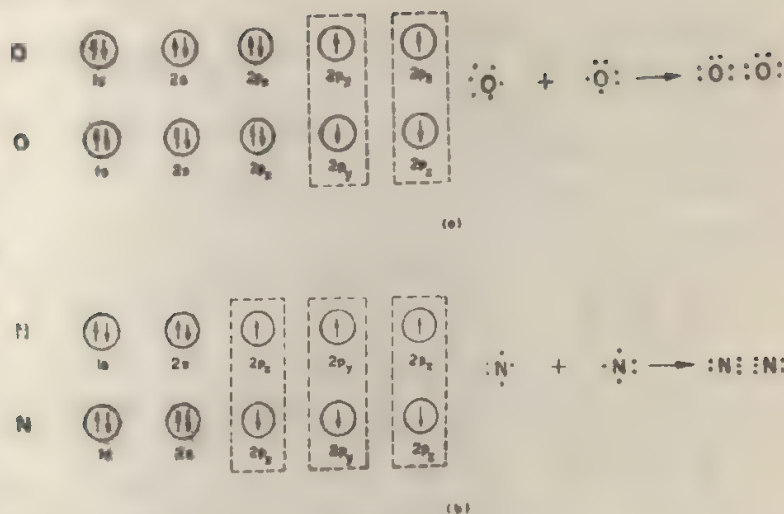 O 1s 2s 2px 2py 2pz :Ö: + ·Ö: → :Ö: Ö:
O 1s 2s 2px 2py 2pz
(a)
N 1s 2s 2px 2py 2pz :N· + ·N: → :N⋮⋮N:
N 1s 2s 2px 2py 2pz
(b)